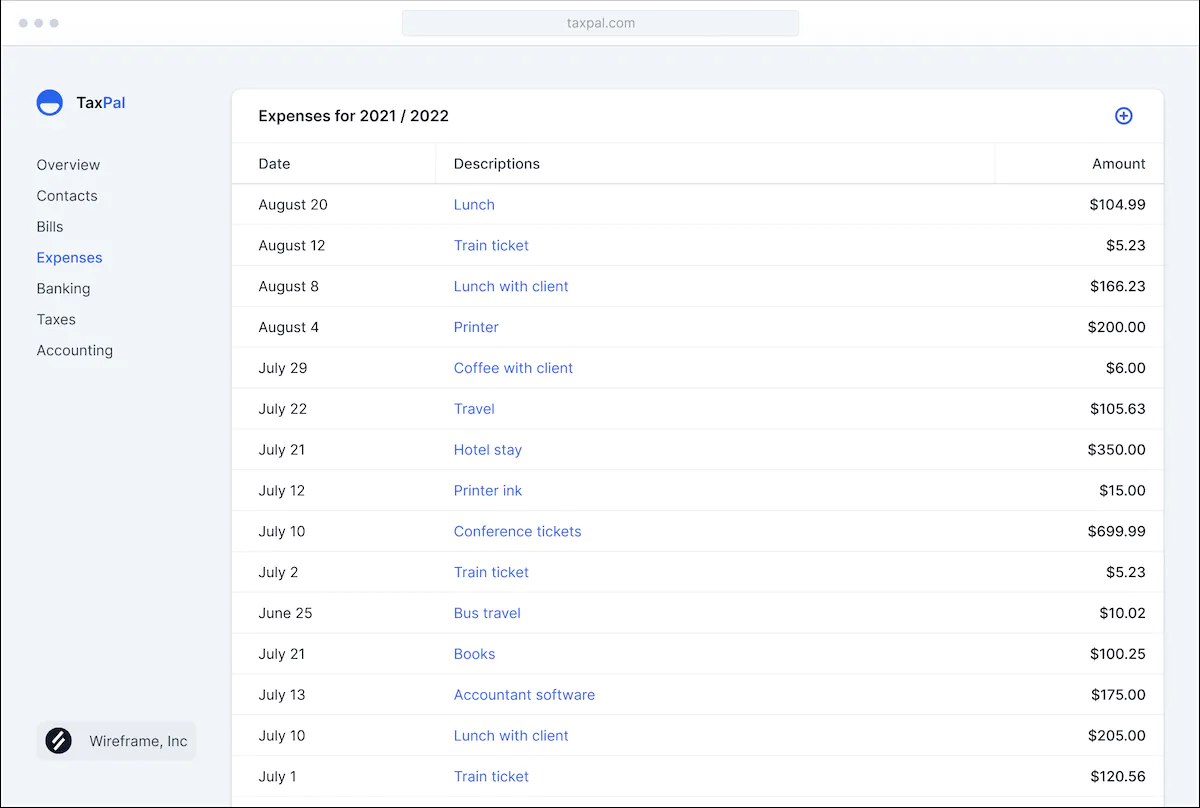 taxpal.com
TaxPal
Overview
Contacts
Bills
Expenses
Banking
Taxes
Accounting
Wireframe, Inc
Expenses for 2021 / 2022
Date Descriptions Amount
August 20 Lunch $104.99
August 12 Train ticket $5.23
August 8 Lunch with client $166.23
August 4 Printer $200.00
July 29 Coffee with client $6.00
July 22 Travel $105.63
July 21 Hotel stay $350.00
July 12 Printer ink $15.00
July 10 Conference tickets $699.99
July 2 Train ticket $5.23
June 25 Bus travel $10.02
July 21 Books $100.25
July 13 Accountant software $175.00
July 10 Lunch with client $205.00
July 1 Train ticket $120.56